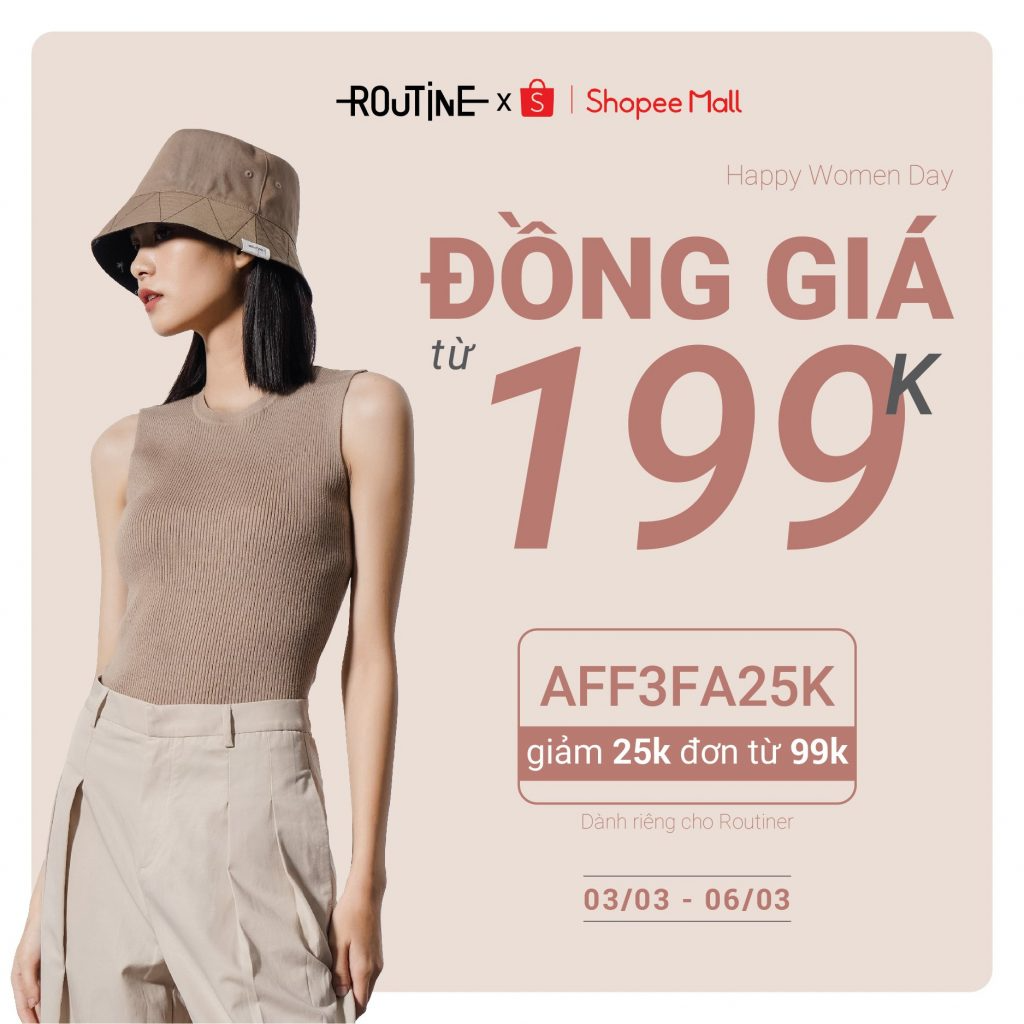 ROUTINE x S | Shopee Mall
Happy Women Day
ĐỒNG GIÁ
từ 199K
AFF3FA25K
giảm 25k đơn từ 99k
Dành riêng cho Routiner
03/03 - 06/03